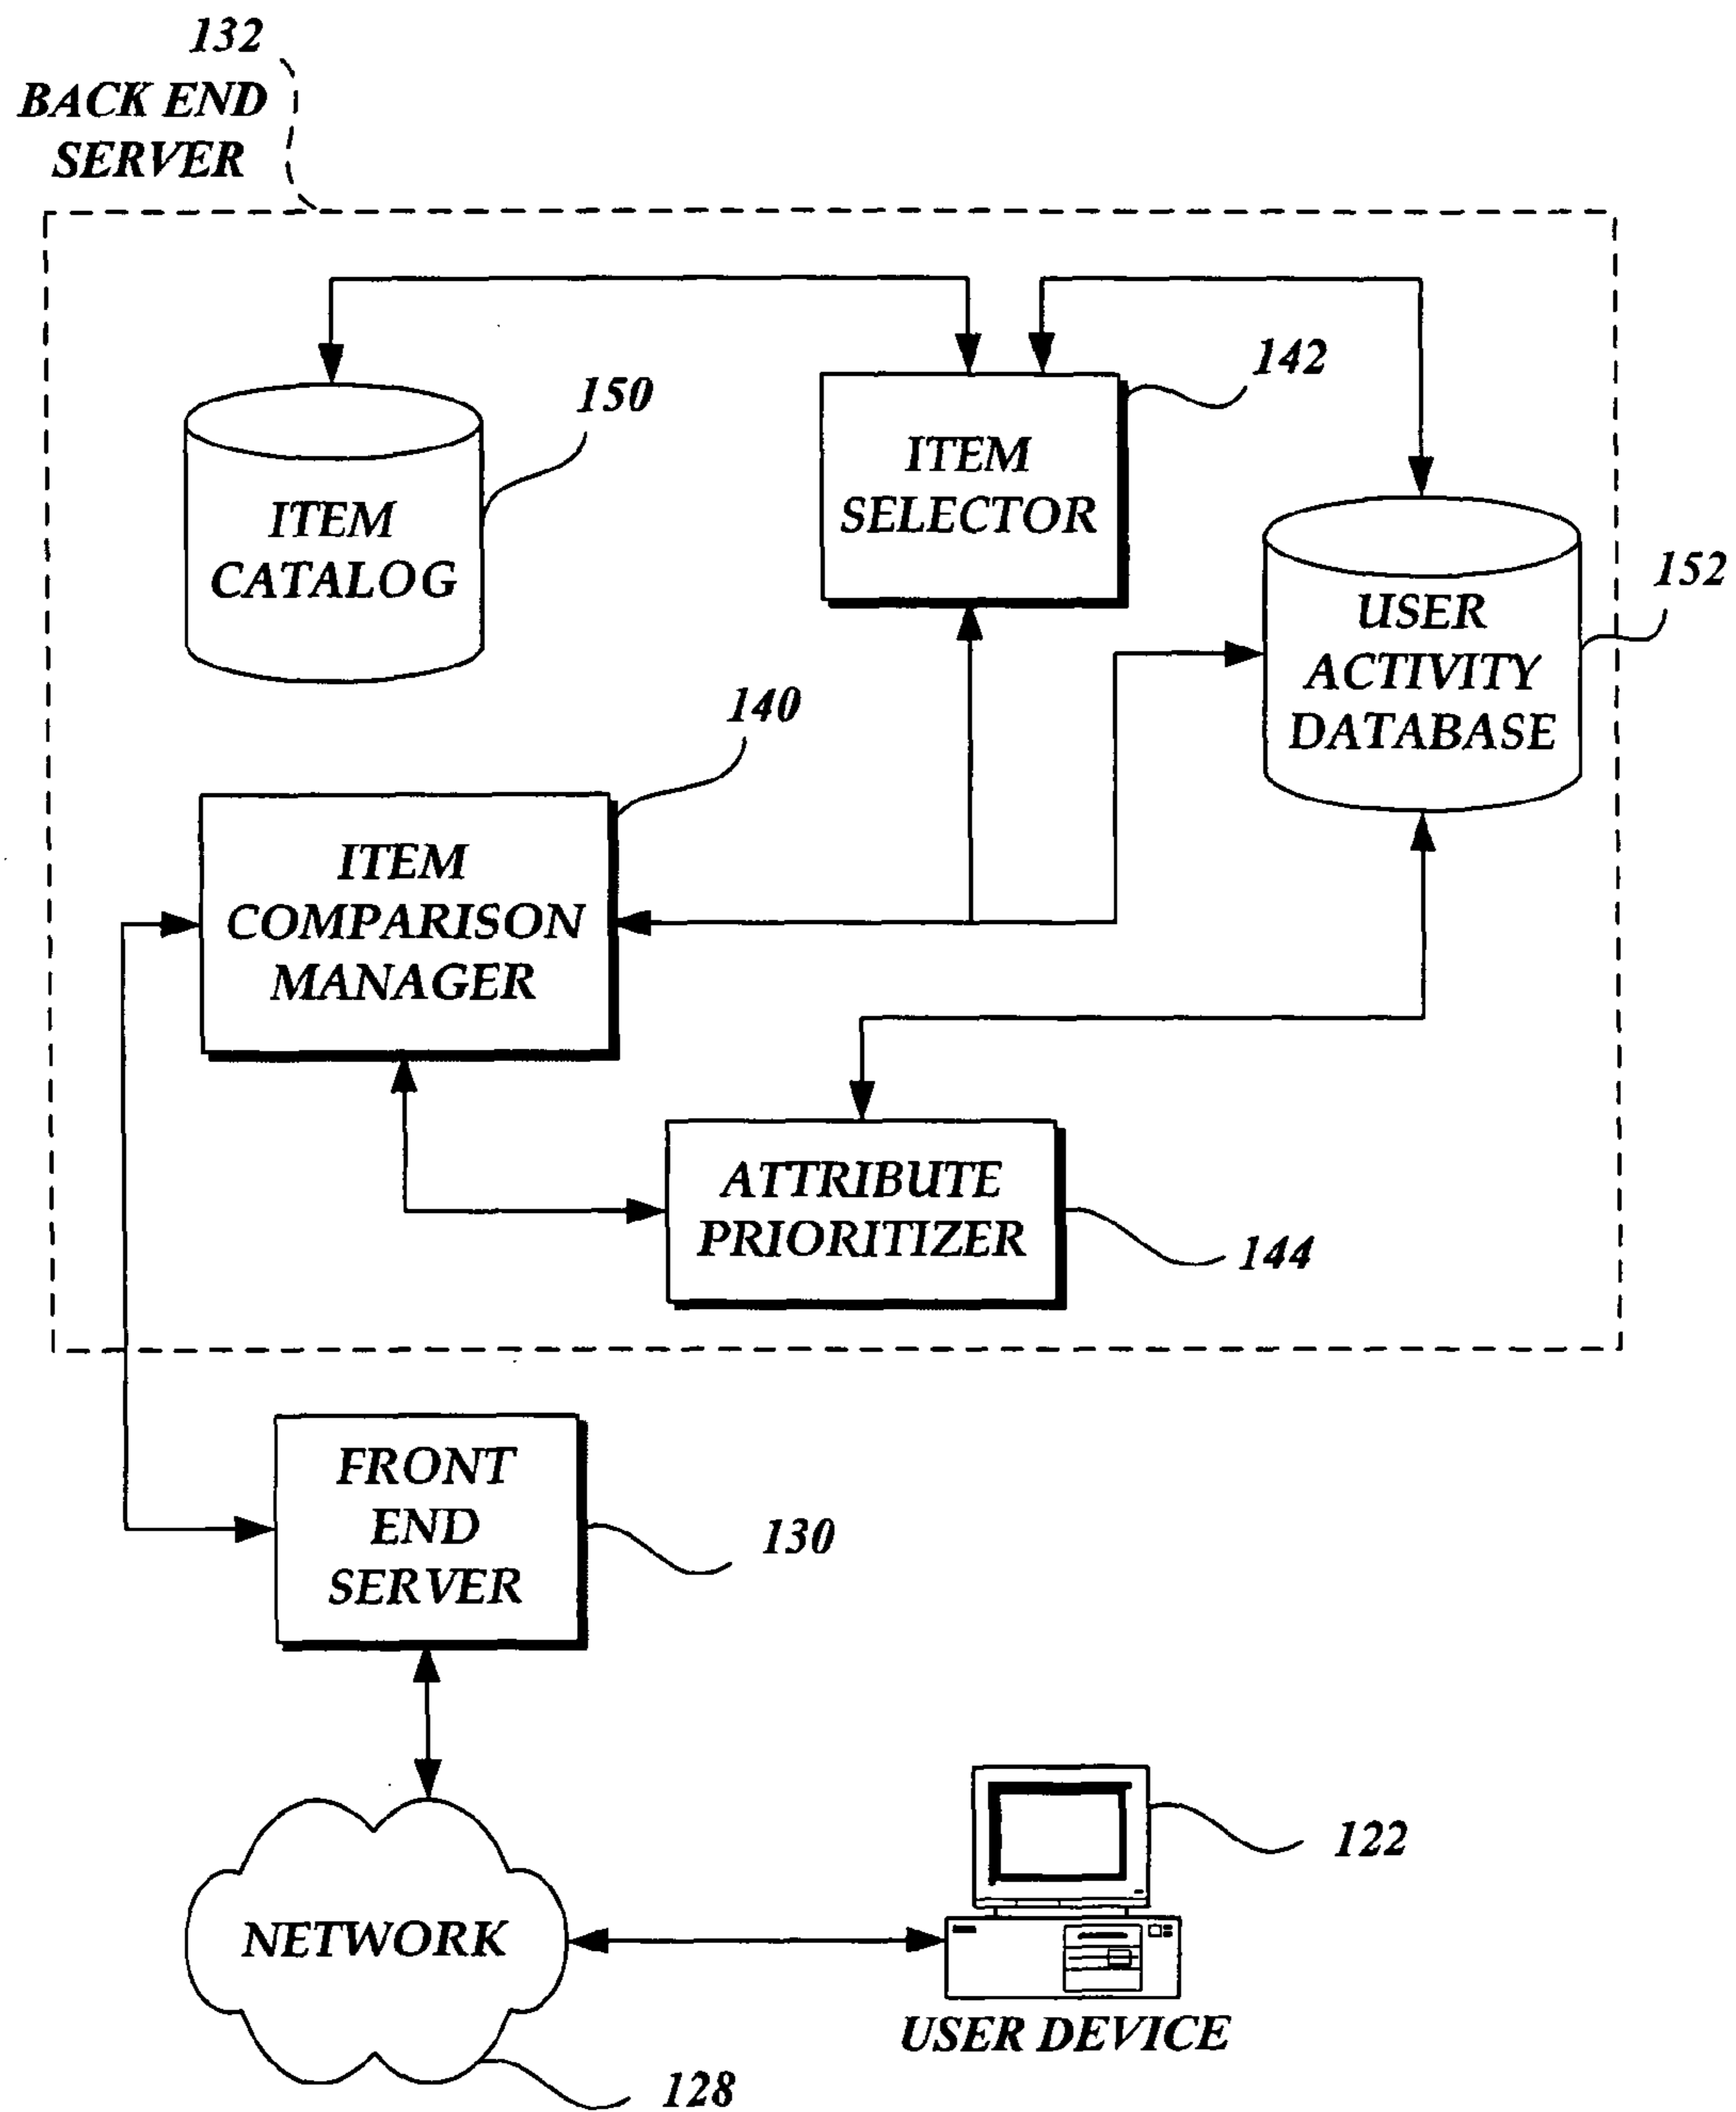 132
BACK END
SERVER
142
150
ITEM
SELECTOR
ITEM
CATALOG
152
USER
ACTIVITY
DATABASE
140
ITEM
COMPARISON
MANAGER
ATTRIBUTE
PRIORITIZER
144
FRONT
END
SERVER
130
122
NETWORK
USER DEVICE
128